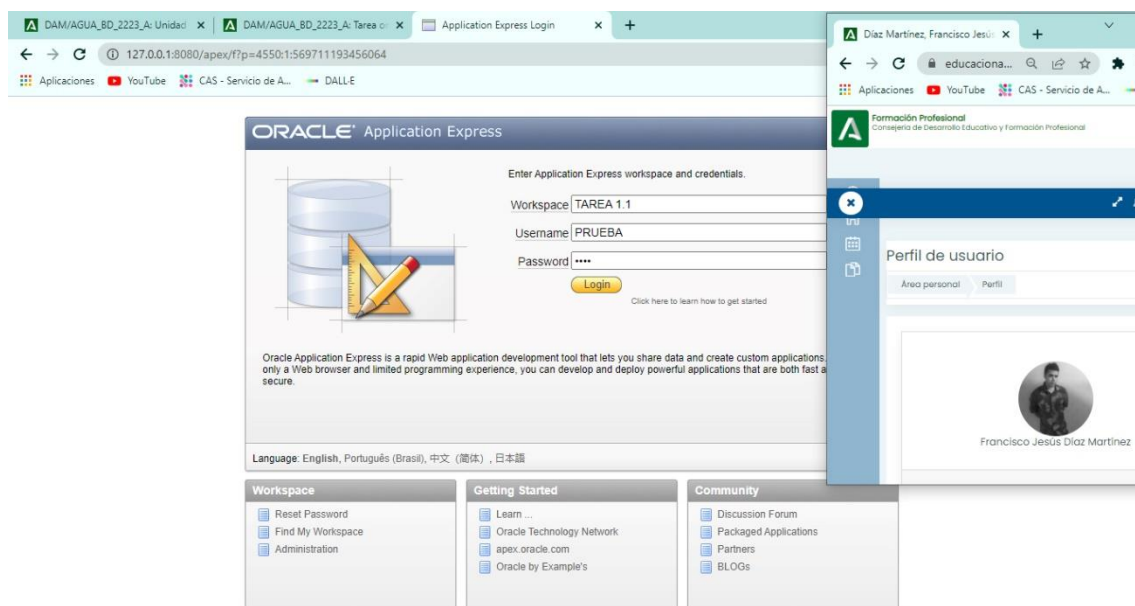 DAM/AGUA_BD_2223_A: Unidad
DAM/AGUA_BD_2223_A: Tarea o
Application Express Login
127.0.0.1:8080/apex/f?p=4550:1:569711193456064
Aplicaciones
YouTube
CAS - Servicio de A...
DALL·E
ORACLE Application Express
Enter Application Express workspace and credentials.
Workspace TAREA 1.1
Username PRUEBA
Password ••••
Login
Click here to learn how to get started
Oracle Application Express is a rapid Web application development tool that lets you share data and create custom applications.
only a Web browser and limited programming experience, you can develop and deploy powerful applications that are both fast a
secure.
Language: English, Português (Brasil), 中文 (简体) , 日本語
Workspace
Reset Password
Find My Workspace
Administration
Getting Started
Learn ...
Oracle Technology Network
apex.oracle.com
Oracle by Example's
Community
Discussion Forum
Packaged Applications
Partners
BLOGs
Díaz Martínez, Francisco Jesús
educaciona...
Aplicaciones
YouTube
CAS - Servicio de A...
Formación Profesional
Consejería de Desarrollo Educativo y Formación Profesional
Perfil de usuario
Área personal
Perfil
Francisco Jesús Díaz Martínez